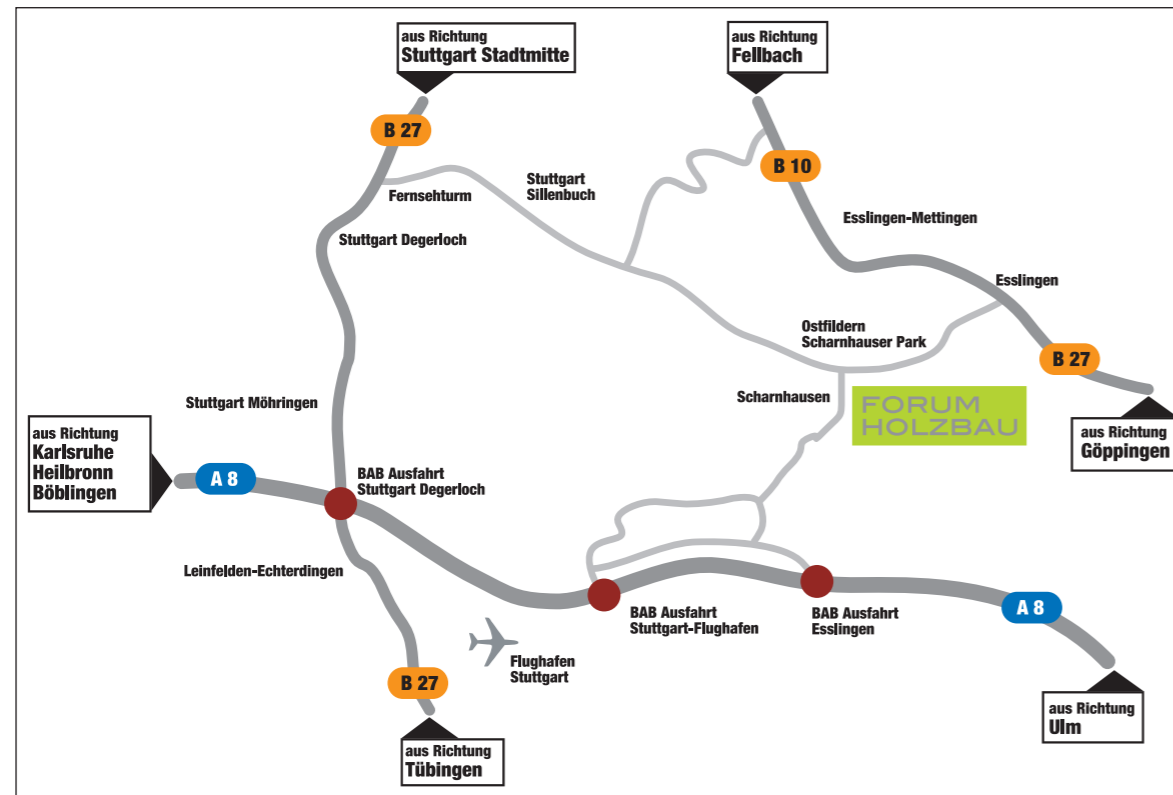 aus Richtung
Stuttgart Stadtmitte
aus Richtung
Fellbach
B 27
B 10
Stuttgart
Sillenbuch
Fernsehturm
Esslingen-Mettingen
Stuttgart Degerloch
Esslingen
Ostfildern
Scharnhauser Park
B 27
Scharnhausen
FORUM
HOLZBAU
Stuttgart Möhringen
aus Richtung
Göppingen
aus Richtung
Karlsruhe
Heilbronn
Böblingen
A 8
BAB Ausfahrt
Stuttgart Degerloch
Leinfelden-Echterdingen
BAB Ausfahrt
Stuttgart-Flughafen
BAB Ausfahrt
Esslingen
A 8
Flughafen
Stuttgart
B 27
aus Richtung
Ulm
aus Richtung
Tübingen